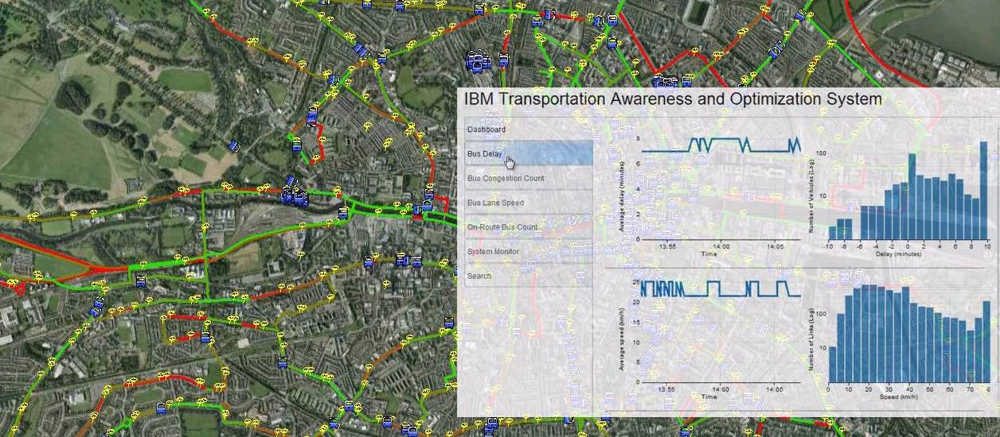 IBM Transportation Awareness and Optimization System
Dashboard
Bus Delay
Bus Congestion Count
Bus Lane Speed
On-Route Bus Count
System Monitor
Search
Average delay (minutes)
8
6
4
2
0
13:55 14:00 14:05
Time
Number of Vehicles (Log)
100
10
-10 -8 -6 -4 -2 0 2 4 6 8 10
Delay (minutes)
Average speed (km/h)
25
20
15
10
5
0
13:55 14:00 14:05
Time
Number of Links (Log)
100
10
0 10 20 30 40 50 60 70 8
Speed (km/h)